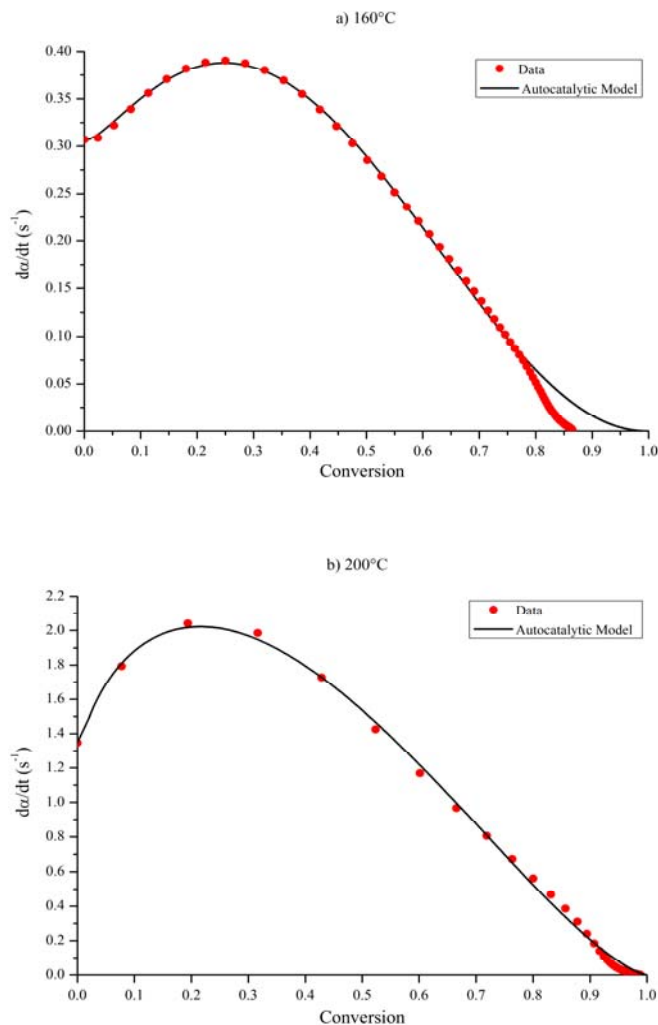 a) 160°C
0.40
0.35
0.30
0.25
0.20
0.15
0.10
0.05
0.00
dα/dt (s⁻¹)
Data
Autocatalytic Model
0.0 0.1 0.2 0.3 0.4 0.5 0.6 0.7 0.8 0.9 1.0
Conversion
b) 200°C
2.2
2.0
1.8
1.6
1.4
1.2
1.0
0.8
0.6
0.4
0.2
0.0
dα/dt (s⁻¹)
Data
Autocatalytic Model
0.0 0.1 0.2 0.3 0.4 0.5 0.6 0.7 0.8 0.9 1.0
Conversion